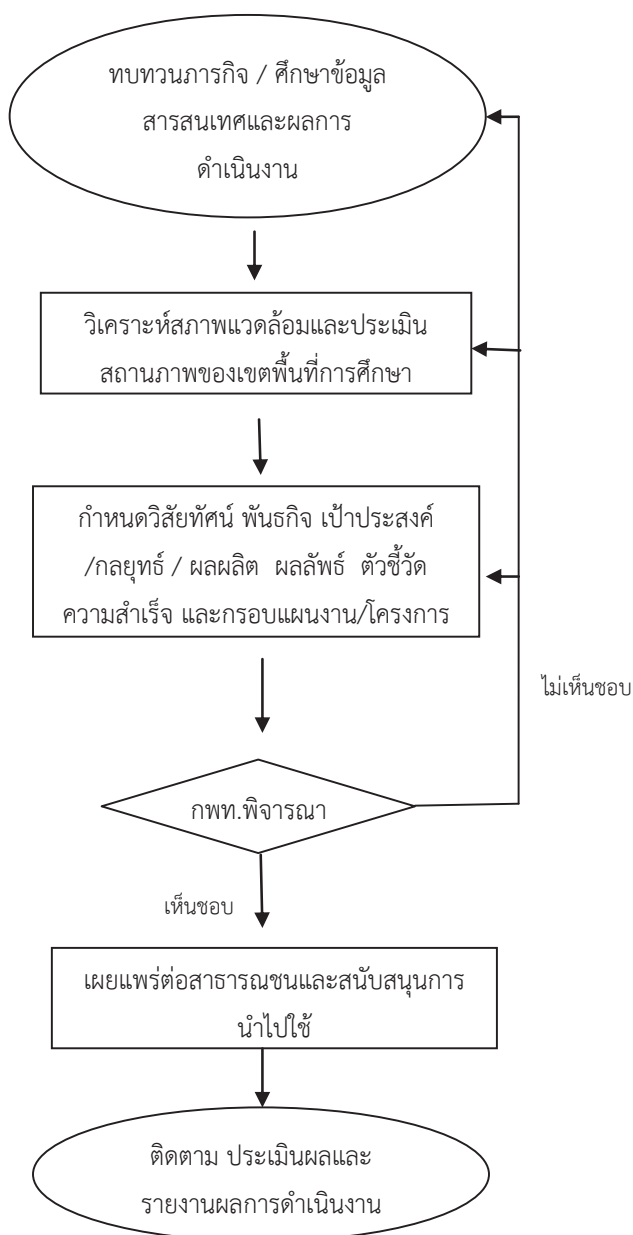 ทบทวนภารกิจ / ศึกษาข้อมูล
สารสนเทศและผลการ
ดำเนินงาน
วิเคราะห์สภาพแวดล้อมและประเมิน
สถานภาพของเขตพื้นที่การศึกษา
กำหนดวิสัยทัศน์ พันธกิจ เป้าประสงค์
/กลยุทธ์ / ผลผลิต ผลลัพธ์ ตัวชี้วัด
ความสำเร็จ และกรอบแผนงาน/โครงการ
ไม่เห็นชอบ
กพท.พิจารณา
เห็นชอบ
เผยแพร่ต่อสาธารณชนและสนับสนุนการ
นำไปใช้
ติดตาม ประเมินผลและ
รายงานผลการดำเนินงาน